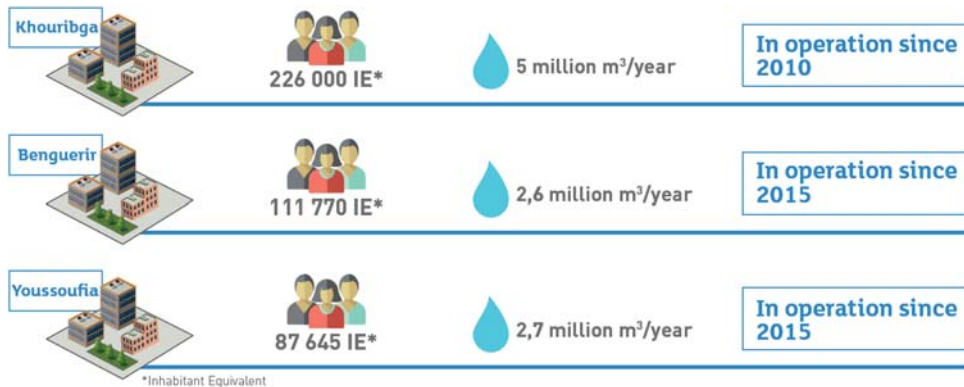 Khouribga
226 000 IE*
5 million m³/year
In operation since
2010
Benguerir
111 770 IE*
2,6 million m³/year
In operation since
2015
Youssoufia
87 645 IE*
2,7 million m³/year
In operation since
2015
*Inhabitant Equivalent